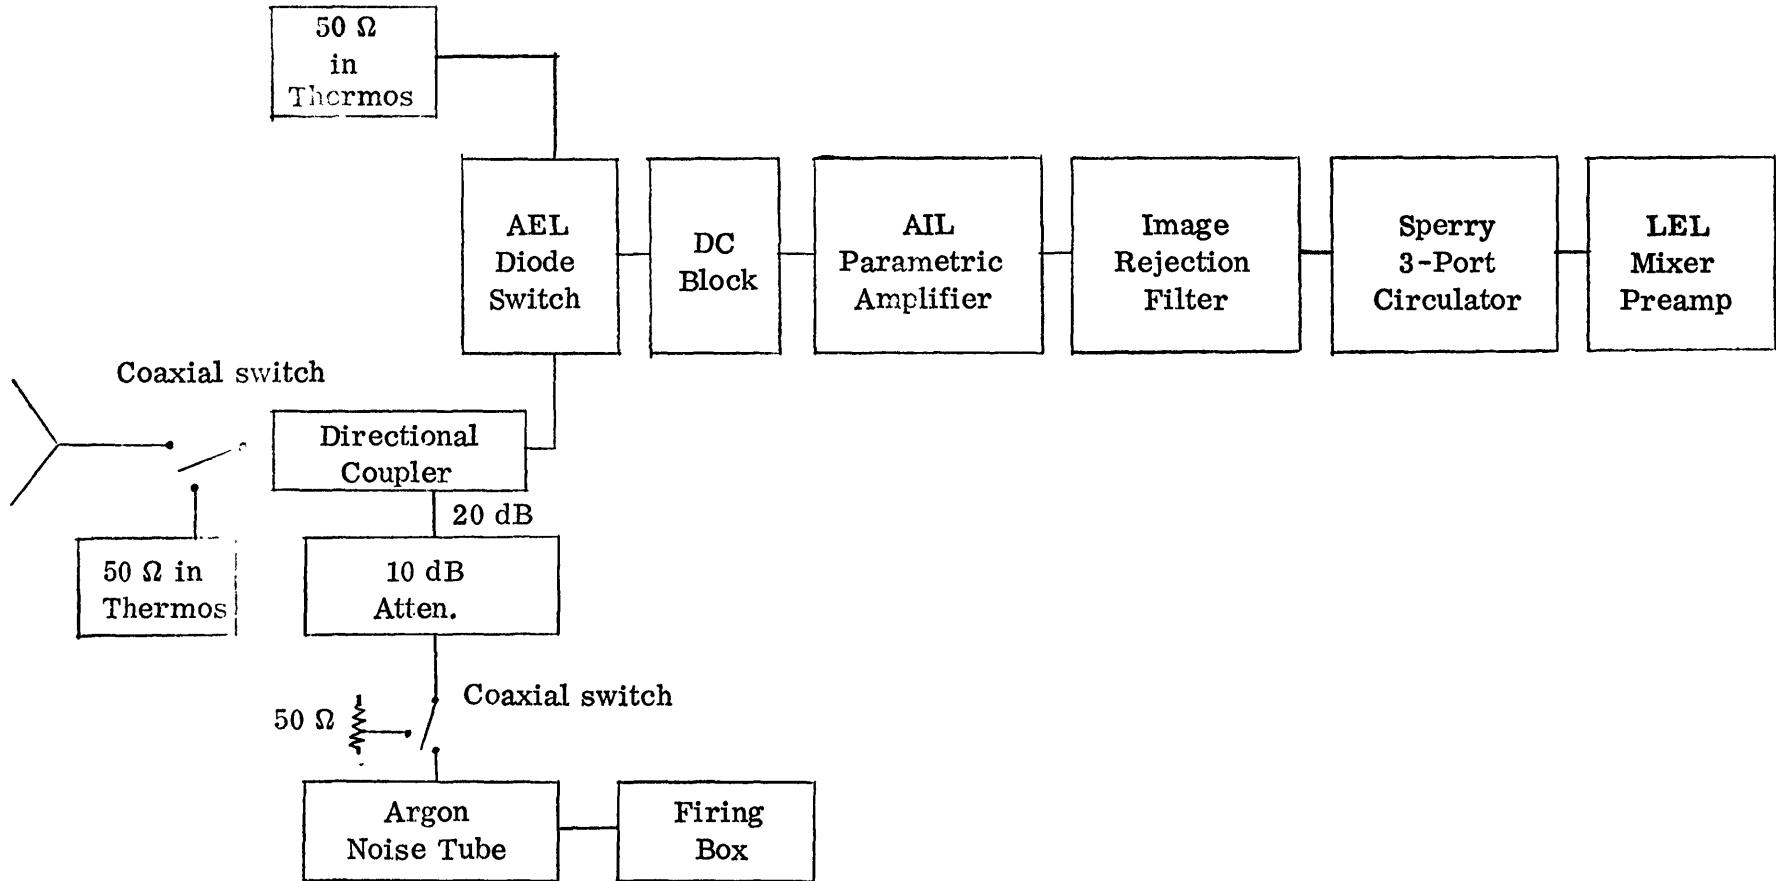 50 Ω
in
Thermos
AEL
Diode
Switch
DC
Block
AIL
Parametric
Amplifier
Image
Rejection
Filter
Sperry
3-Port
Circulator
LEL
Mixer
Preamp
Coaxial switch
Directional
Coupler
20 dB
50 Ω in
Thermos
10 dB
Atten.
Coaxial switch
50 Ω
Argon
Noise Tube
Firing
Box